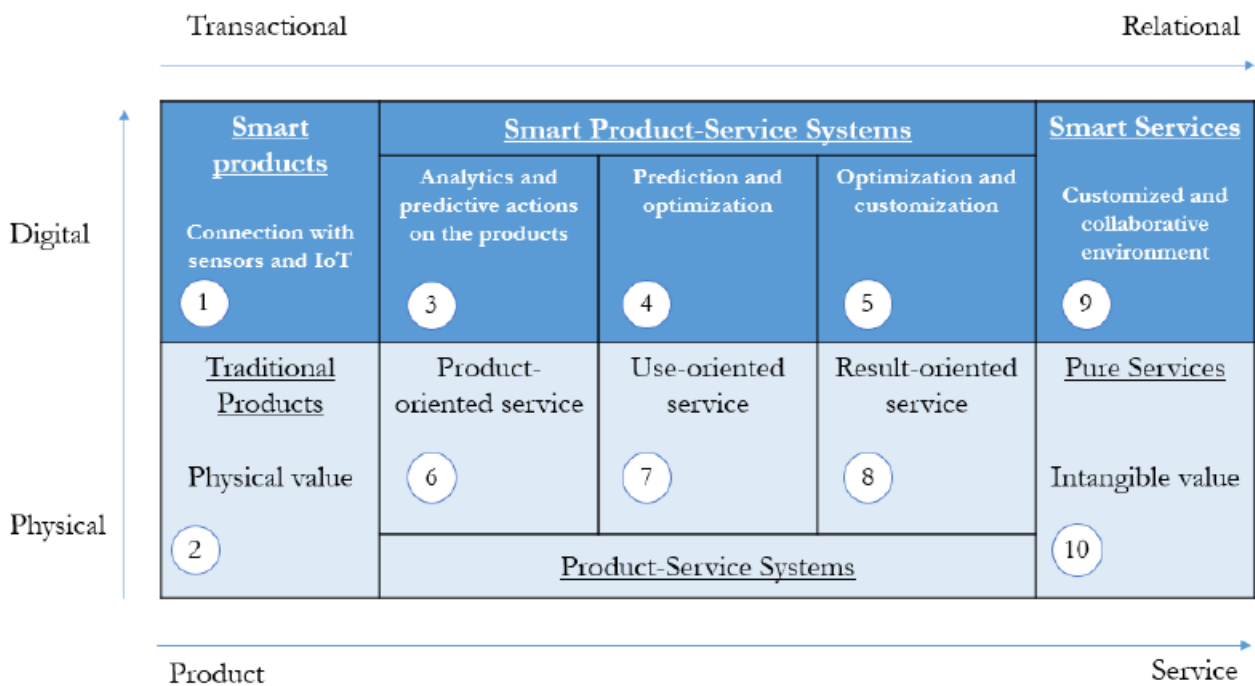 Transactional
Relational
Smart
products
Connection with
sensors and IoT
1
Smart Product-Service Systems
Analytics and
predictive actions
on the products
3
Prediction and
optimization
4
Optimization and
customization
5
Smart Services
Customized and
collaborative
environment
9
Digital
Traditional
Products
Physical value
2
Product-
oriented service
6
Use-oriented
service
7
Result-oriented
service
8
Product-Service Systems
Pure Services
Intangible value
10
Physical
Product
Service